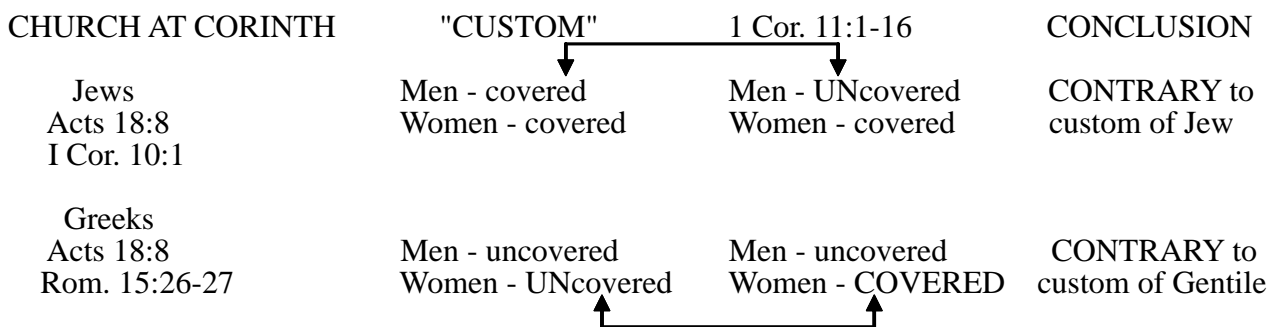 CHURCH AT CORINTH "CUSTOM" 1 Cor. 11:1-16 CONCLUSION
Jews Men - covered Men - UNcovered CONTRARY to
Acts 18:8 Women - covered Women - covered custom of Jew
I Cor. 10:1
Greeks
Acts 18:8 Men - uncovered Men - uncovered CONTRARY to
Rom. 15:26-27 Women - UNcovered Women - COVERED custom of Gentile